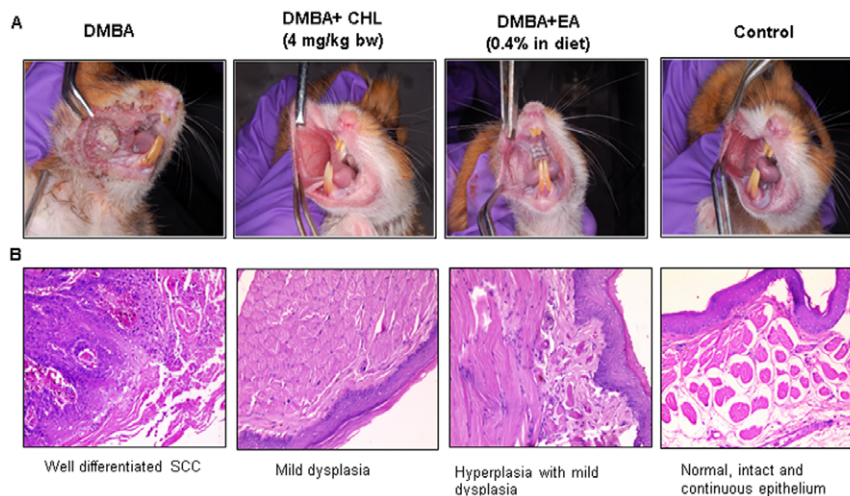 A
DMBA
DMBA+ CHL
(4 mg/kg bw)
DMBA+EA
(0.4% in diet)
Control
B
Well differentiated SCC
Mild dysplasia
Hyperplasia with mild
dysplasia
Normal, intact and
continuous epithelium